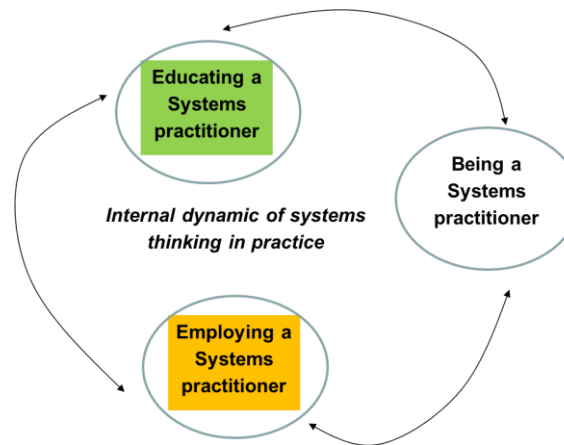 Educating a
Systems
practitioner
Being a
Systems
practitioner
Internal dynamic of systems
thinking in practice
Employing a
Systems
practitioner